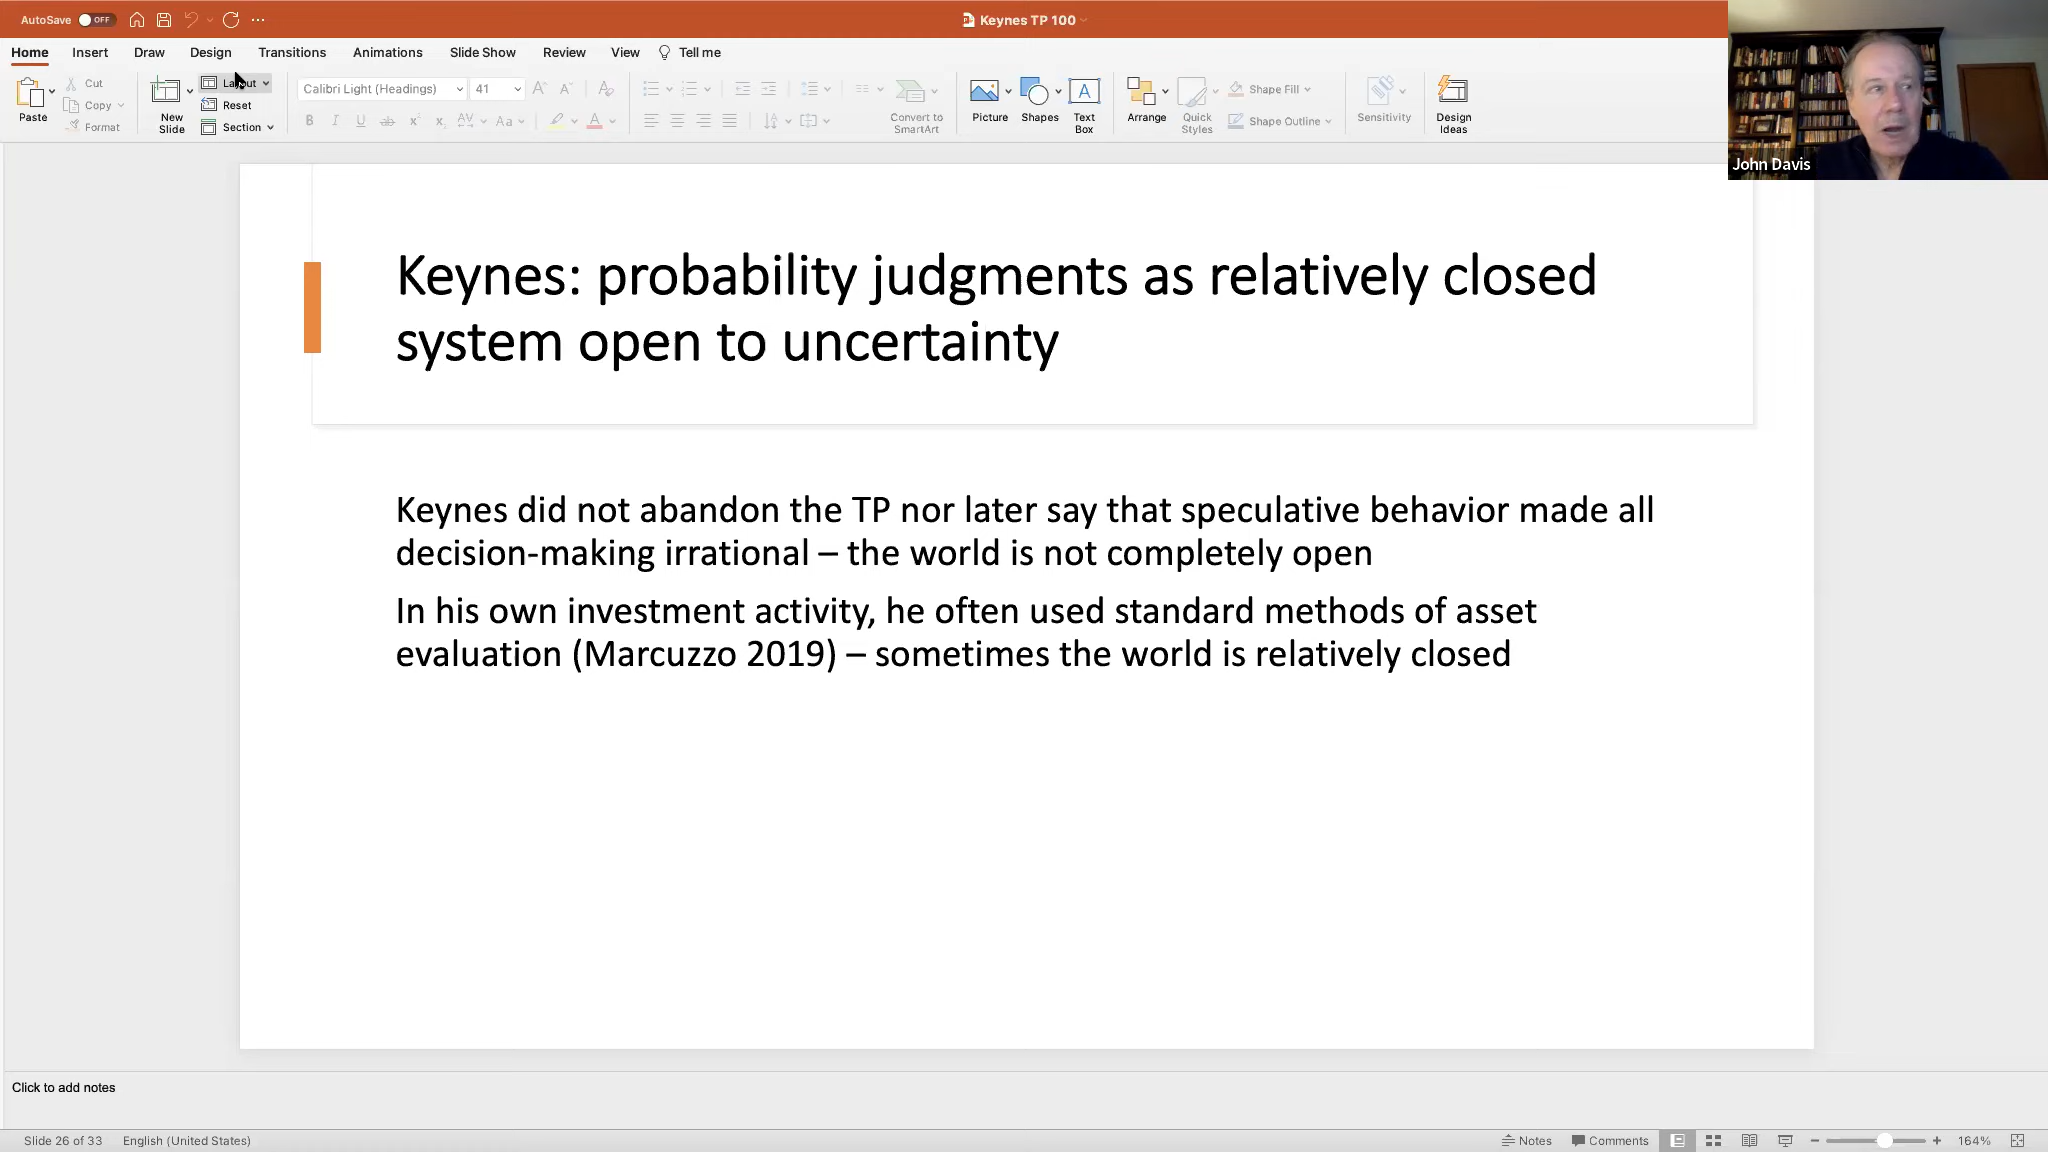 AutoSave OFF
Keynes TP 100
Home Insert Draw Design Transitions Animations Slide Show Review View Tell me
Paste
Cut
Copy
Format
New Slide
Layout
Reset
Section
Calibri Light (Headings) 41
Convert to SmartArt
Picture
Shapes
Text Box
Arrange
Quick Styles
Shape Fill
Shape Outline
Sensitivity
Design Ideas
John Davis
Keynes: probability judgments as relatively closed
system open to uncertainty
Keynes did not abandon the TP nor later say that speculative behavior made all
decision-making irrational – the world is not completely open
In his own investment activity, he often used standard methods of asset
evaluation (Marcuzzo 2019) – sometimes the world is relatively closed
Click to add notes
Slide 26 of 33 English (United States) Notes Comments 164%